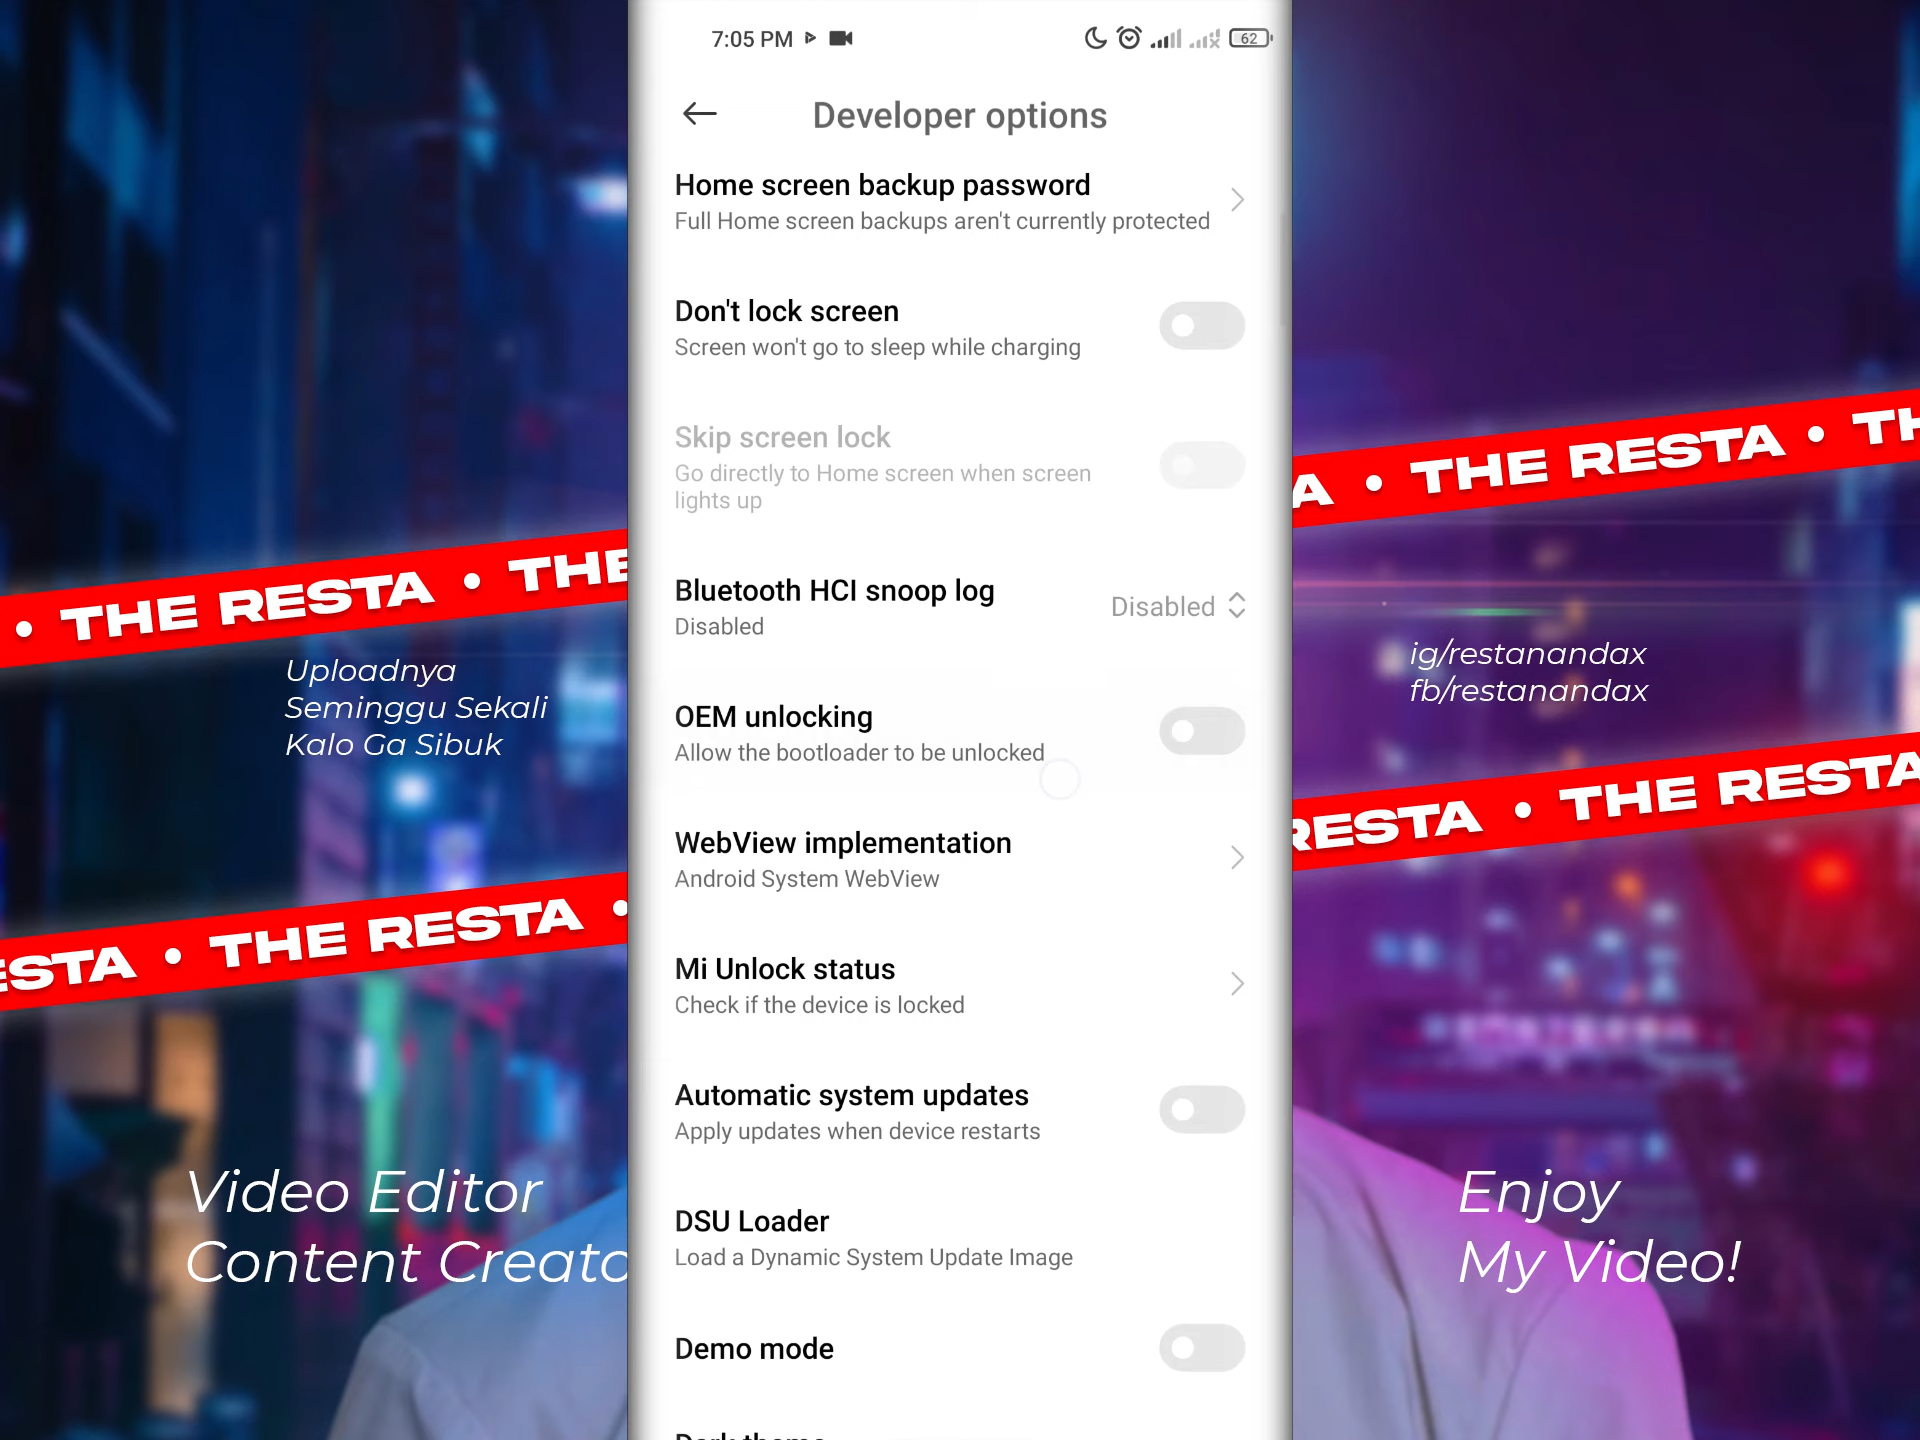 7:05 PM
62
Developer options
Home screen backup password
Full Home screen backups aren't currently protected
Don't lock screen
Screen won't go to sleep while charging
Skip screen lock
Go directly to Home screen when screen
lights up
Bluetooth HCI snoop log
Disabled
Disabled
OEM unlocking
Allow the bootloader to be unlocked
WebView implementation
Android System WebView
Mi Unlock status
Check if the device is locked
Automatic system updates
Apply updates when device restarts
DSU Loader
Load a Dynamic System Update Image
Demo mode
• THE RESTA • THE
Uploadnya
Seminggu Sekali
Kalo Ga Sibuk
ESTA • THE RESTA •
Video Editor
Content Creato
A • THE RESTA • TH
ig/restanandax
fb/restanandax
RESTA • THE RESTA
Enjoy
My Video!